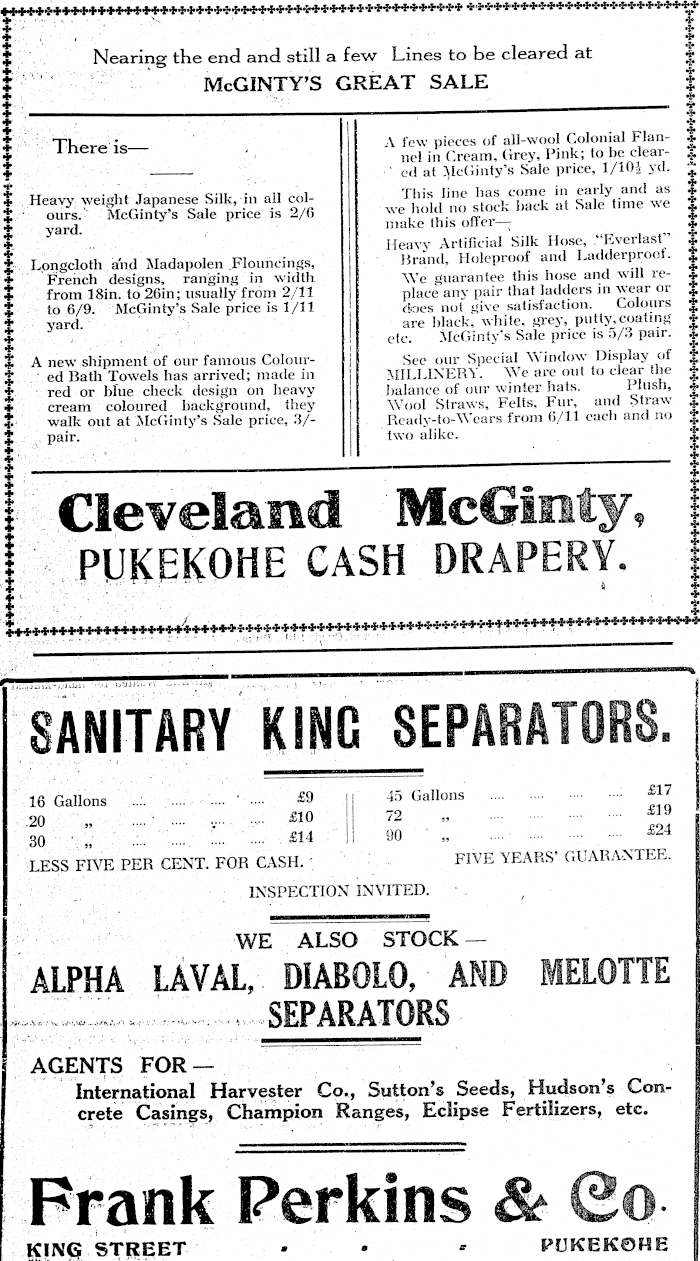 Nearing the end and still a few Lines to be cleared at
McGINTY'S GREAT SALE
There is—
Heavy weight Japanese Silk, in all col-
ours. McGinty's Sale price is 2/6
yard.
Longcloth and Madapolen Flouncings,
French designs, ranging in width
from 18in. to 26in; usually from 2/11
to 6/9. McGinty's Sale price is 1/11
yard.
A new shipment of our famous Colour-
ed Bath Towels has arrived; made in
red or blue check design on heavy
cream coloured background, they
walk out at McGinty's Sale price, 3/-
pair.
A few pieces of all-wool Colonial Flan-
nel in Cream, Grey, Pink; to be clear-
ed at McGinty's Sale price, 1/10½ yd.
This line has come in early and as
we hold no stock back at Sale time we
make this offer—
Heavy Artificial Silk Hose, "Everlast"
Brand, Holeproof and Ladderproof.
We guarantee this hose and will re-
place any pair that ladders in wear or
does not give satisfaction. Colours
are black, white, grey, putty, coating
etc. McGinty's Sale price is 5/3 pair.
See our Special Window Display of
MILLINERY. We are out to clear the
balance of our winter hats. Plush,
Wool Straws, Felts, Fur, and Straw
Ready-to-Wears from 6/11 each and no
two alike.
Cleveland McGinty,
PUKEKOHE CASH DRAPERY.
SANITARY KING SEPARATORS.
16 Gallons .... .... .... .... £9
20 „ .... .... .... .... £10
30 „ .... .... .... .... £14
45 Gallons .... .... .... .... £17
72 „ .... .... .... .... £19
90 „ .... .... .... .... £24
LESS FIVE PER CENT. FOR CASH.
FIVE YEARS' GUARANTEE.
INSPECTION INVITED.
WE ALSO STOCK—
ALPHA LAVAL, DIABOLO, AND MELOTTE
SEPARATORS
AGENTS FOR—
International Harvester Co., Sutton's Seeds, Hudson's Con-
crete Casings, Champion Ranges, Eclipse Fertilizers, etc.
Frank Perkins & Co.
KING STREET - - - PUKEKOHE